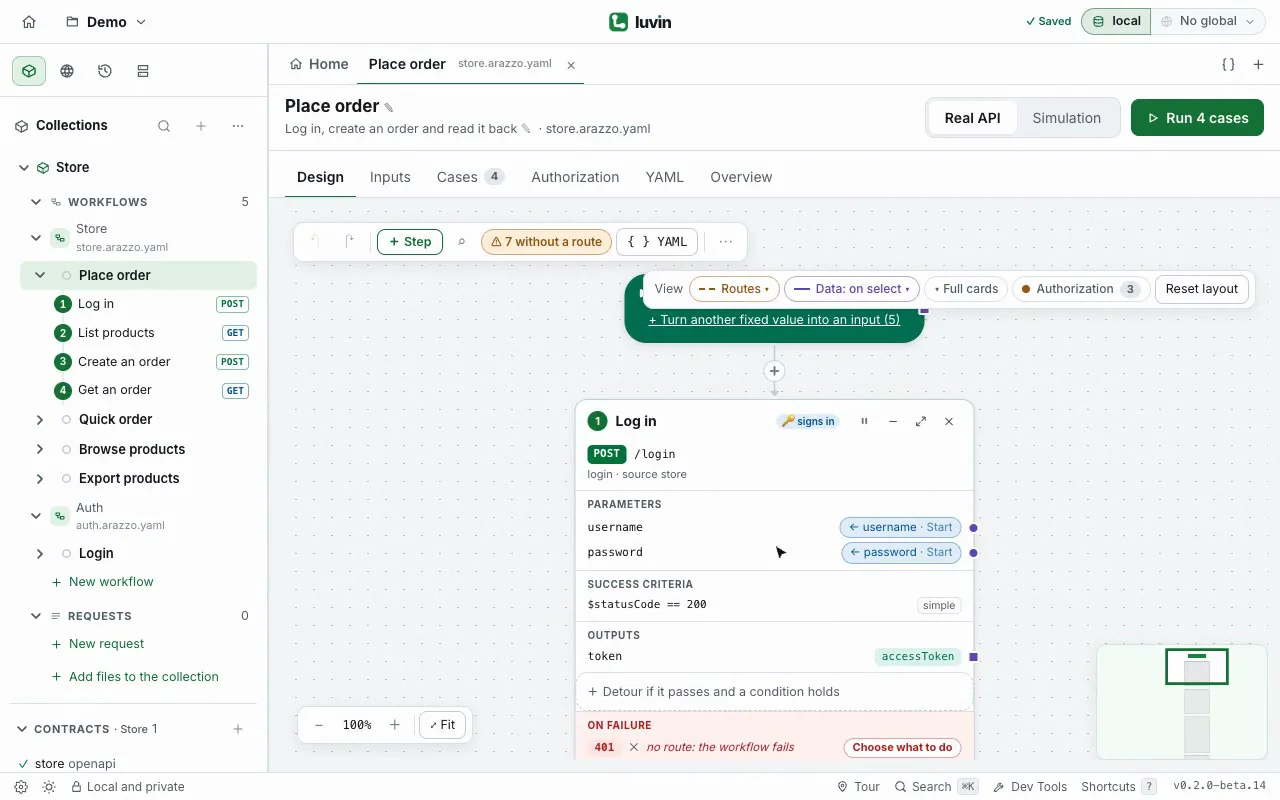 Demo
luvin
Saved
local
No global
Home
Place order store.arazzo.yaml
Collections
Place order
Log in, create an order and read it back · store.arazzo.yaml
Real API
Simulation
Run 4 cases
Store
Design
Inputs
Cases 4
Authorization
YAML
Overview
WORKFLOWS 5
Store
store.arazzo.yaml
Place order
1 Log in POST
2 List products GET
3 Create an order POST
4 Get an order GET
Quick order
Browse products
Export products
Auth
auth.arazzo.yaml
Login
+ New workflow
REQUESTS 0
+ New request
+ Add files to the collection
CONTRACTS · Store 1
store openapi
+ Step
7 without a route
{ } YAML
View
Routes
Data: on select
Full cards
Authorization 3
Reset layout
+ Turn another fixed value into an input (5)
1 Log in
signs in
POST /login
login · source store
PARAMETERS
username ← username · Start
password ← password · Start
SUCCESS CRITERIA
$statusCode == 200 simple
OUTPUTS
token accessToken
+ Detour if it passes and a condition holds
ON FAILURE
401 × no route: the workflow fails Choose what to do
− 100% + Fit
Local and private
Tour
Search ⌘K
Dev Tools
Shortcuts ?
v0.2.0-beta.14